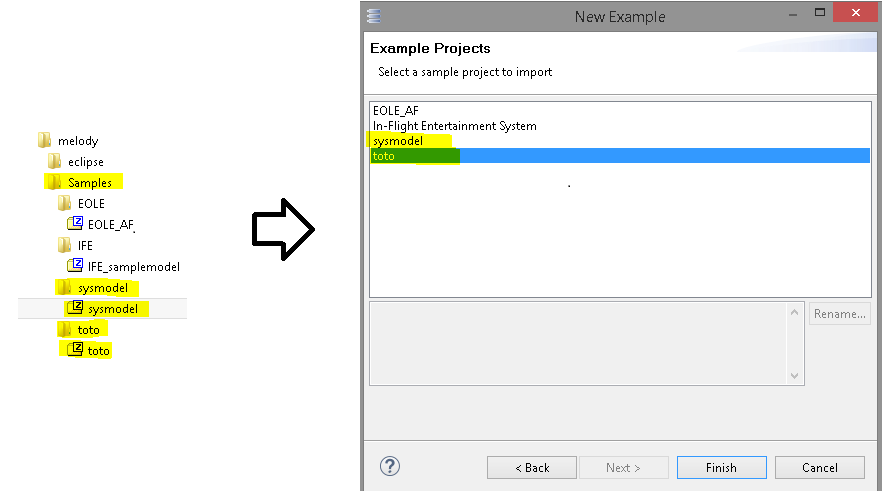 melody
eclipse
Samples
EOLE
EOLE_AF
IFE
IFE_samplemodel
sysmodel
sysmodel
toto
toto
New Example
Example Projects
Select a sample project to import
EOLE_AF
In-Flight Entertainment System
sysmodel
toto
Rename...
?
< Back
Next >
Finish
Cancel